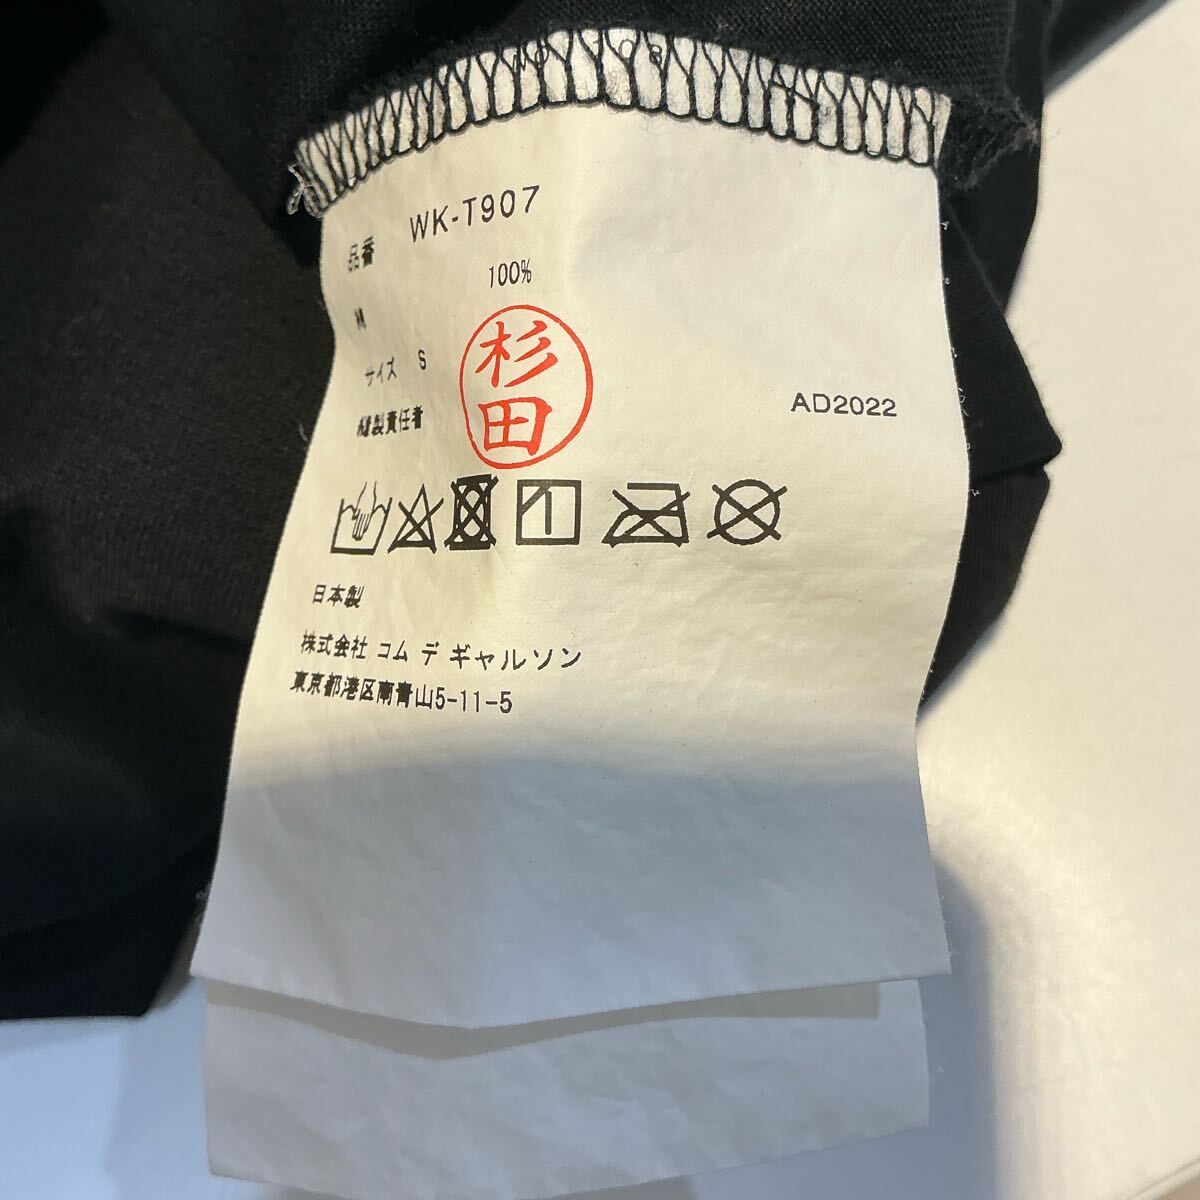 品番 WK-T907
綿 100%
サイズ S
縫製責任者 杉田
AD2022
日本製
株式会社 コム デ ギャルソン
東京都港区南青山5-11-5